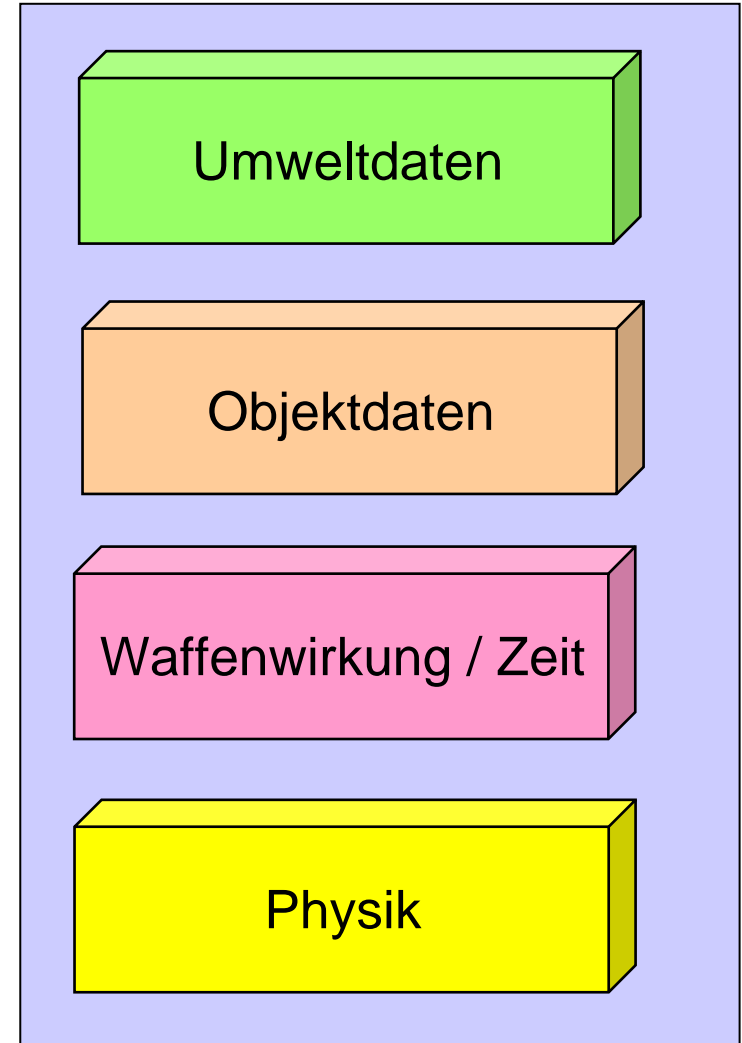 Umweltdaten
Objektdaten
Waffenwirkung / Zeit
Physik